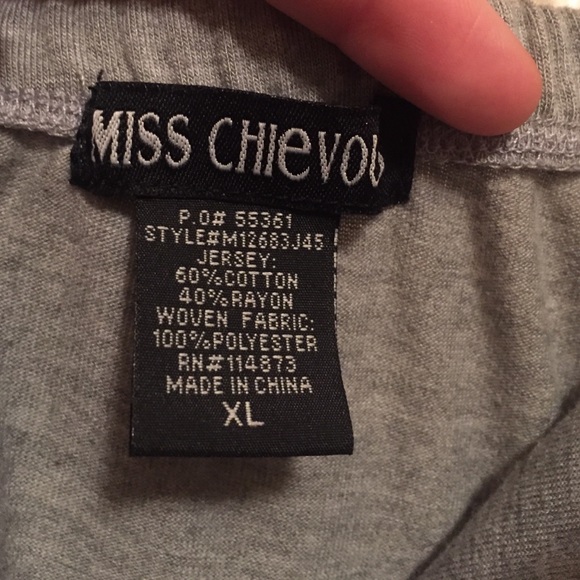 MISS CHIEVOU
P.O# 55361
STYLE#M12683J45
JERSEY:
60%COTTON
40%RAYON
WOVEN FABRIC:
100%POLYESTER
RN#114873
MADE IN CHINA
XL